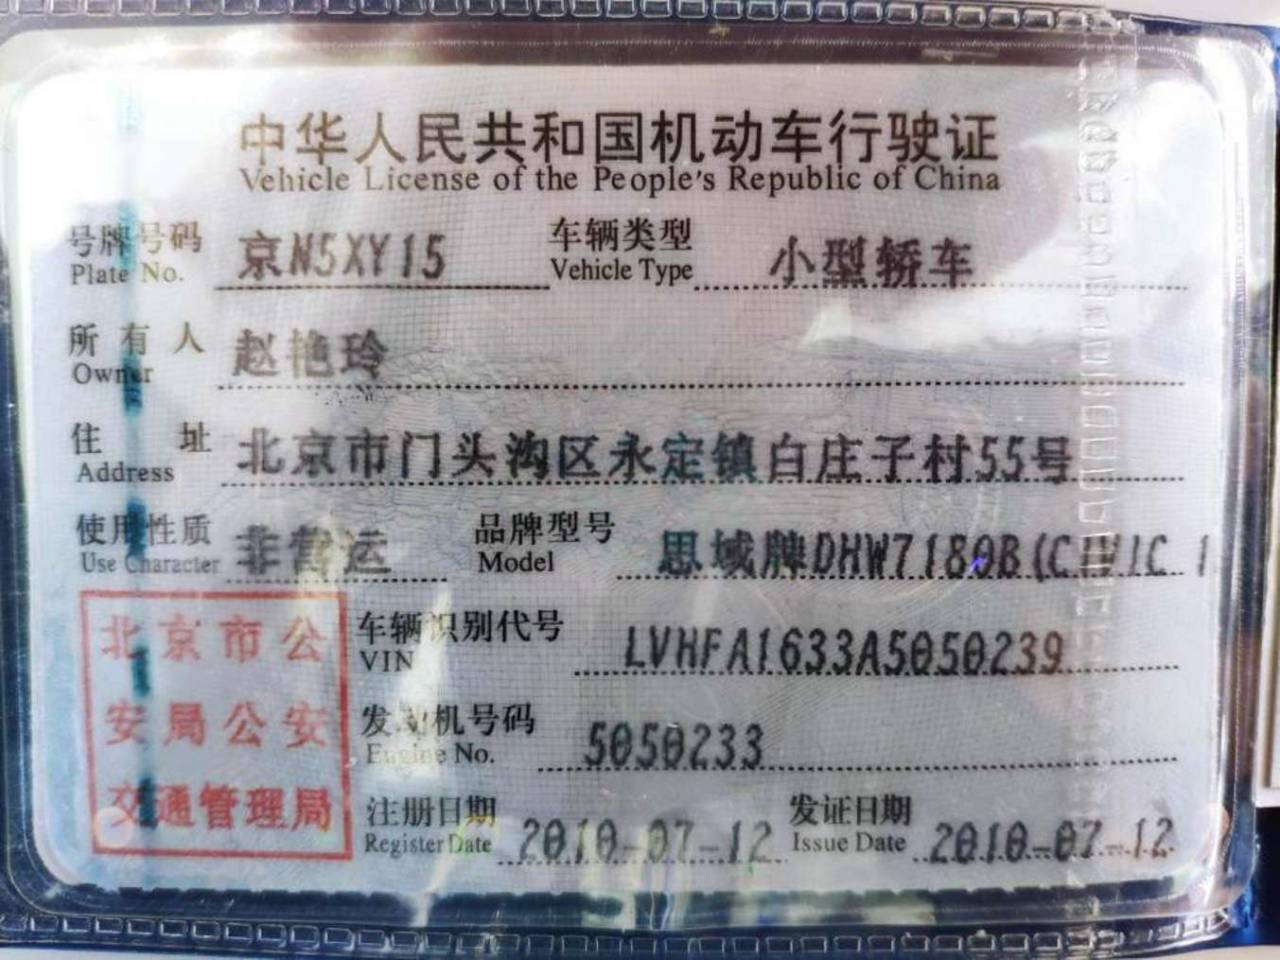 中华人民共和国机动车行驶证
Vehicle License of the People's Republic of China
号牌号码 京N5XY15 车辆类型 小型轿车
Plate No. Vehicle Type
所有人 赵艳玲
Owner
住址 北京市门头沟区永定镇白庄子村55号
Address
使用性质 非营运 品牌型号 思域牌DHW7180B(CIVIC 1
Use Character Model
北京市公
安局公安
交通管理局
车辆识别代号 LVHFA1633A5050239
VIN
发动机号码 5050233
Engine No.
注册日期 2010-07-12 发证日期 2010-07-12
Register Date Issue Date